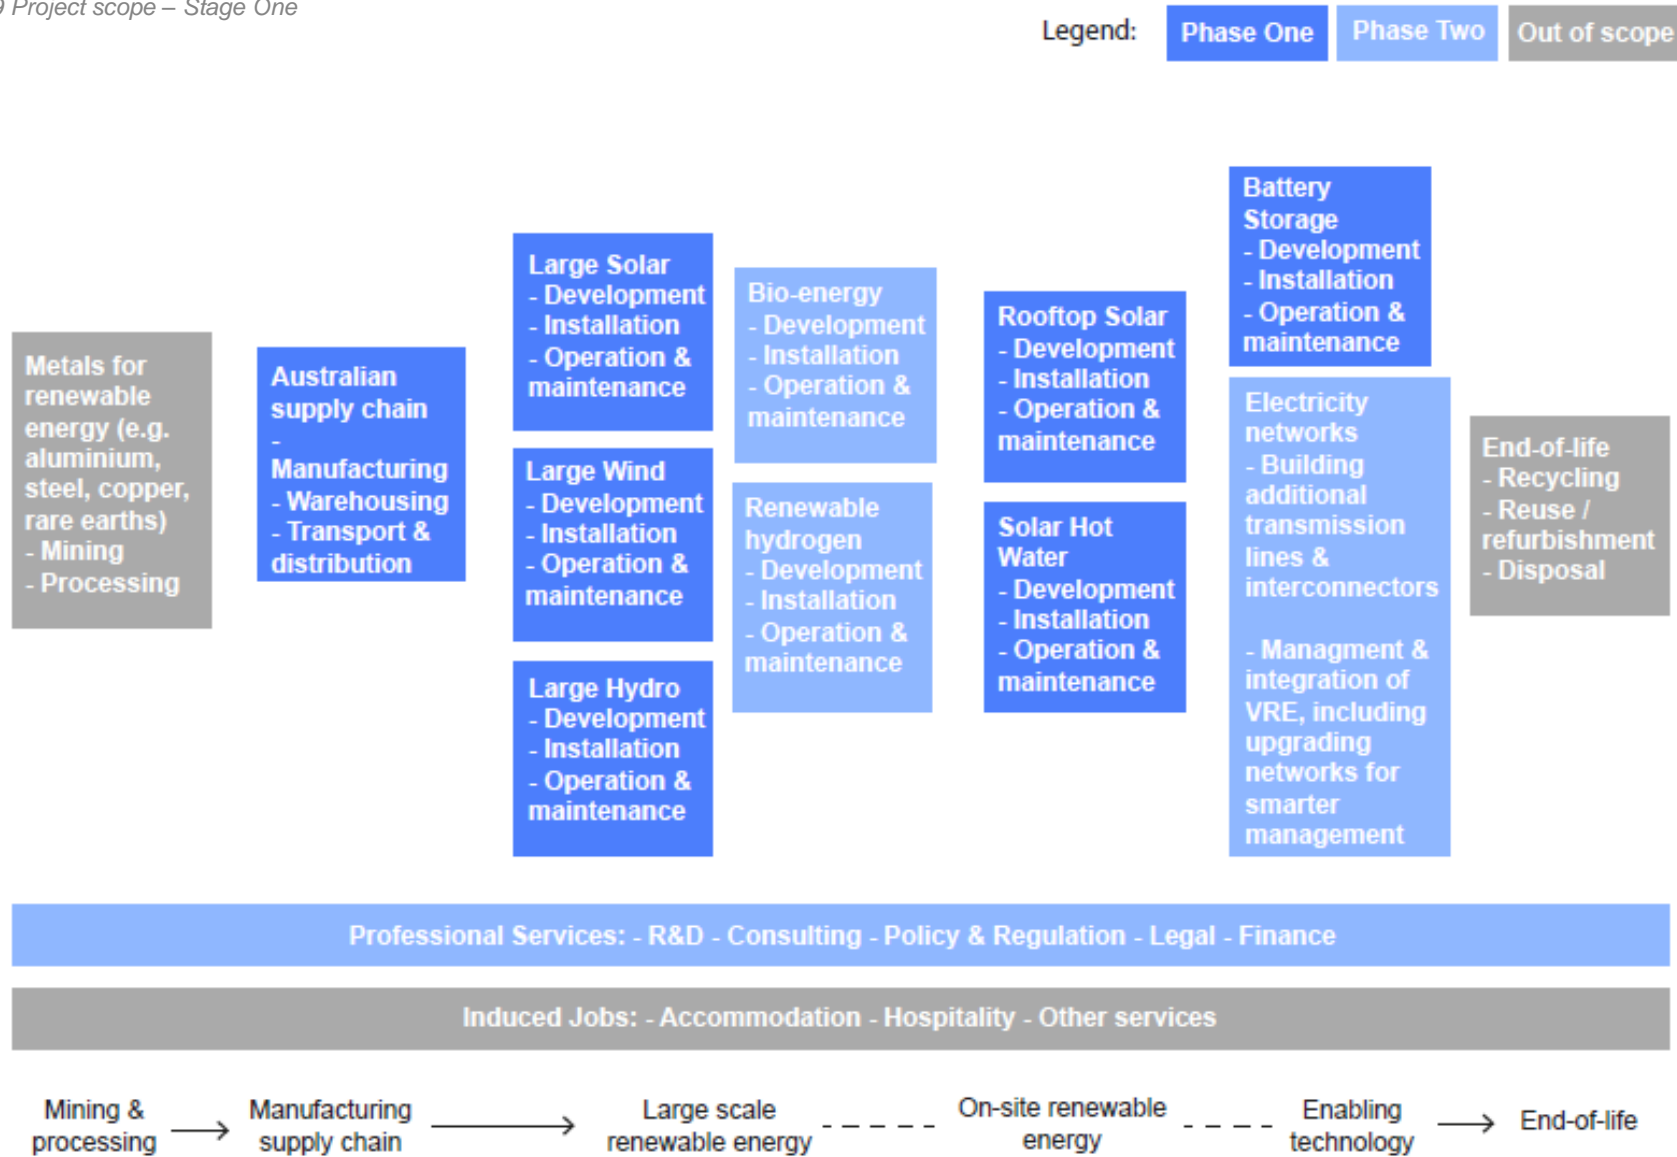 9 Project scope – Stage One
Legend:
Phase One
Phase Two
Out of scope
Metals for
renewable
energy (e.g.
aluminium,
steel, copper,
rare earths)
- Mining
- Processing
Australian
supply chain
-
Manufacturing
- Warehousing
- Transport &
distribution
Large Solar
- Development
- Installation
- Operation &
maintenance
Large Wind
- Development
- Installation
- Operation &
maintenance
Large Hydro
- Development
- Installation
- Operation &
maintenance
Bio-energy
- Development
- Installation
- Operation &
maintenance
Renewable
hydrogen
- Development
- Installation
- Operation &
maintenance
Rooftop Solar
- Development
- Installation
- Operation &
maintenance
Solar Hot
Water
- Development
- Installation
- Operation &
maintenance
Battery
Storage
- Development
- Installation
- Operation &
maintenance
Electricity
networks
- Building
additional
transmission
lines &
interconnectors
- Managment &
integration of
VRE, including
upgrading
networks for
smarter
management
End-of-life
- Recycling
- Reuse /
refurbishment
- Disposal
Professional Services: - R&D - Consulting - Policy & Regulation - Legal - Finance
Induced Jobs: - Accommodation - Hospitality - Other services
Mining &
processing
Manufacturing
supply chain
Large scale
renewable energy
On-site renewable
energy
Enabling
technology
End-of-life